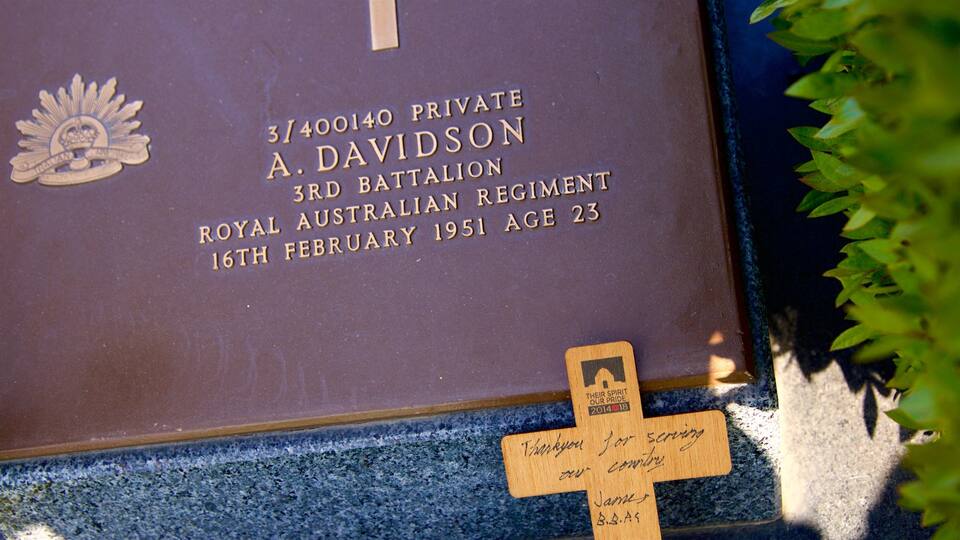 3/400140 PRIVATE
A. DAVIDSON
3RD BATTALION
ROYAL AUSTRALIAN REGIMENT
16TH FEBRUARY 1951 AGE 23
THEIR SPIRIT
OUR PRIDE
2014 18
Thankyou for serving
our country
James